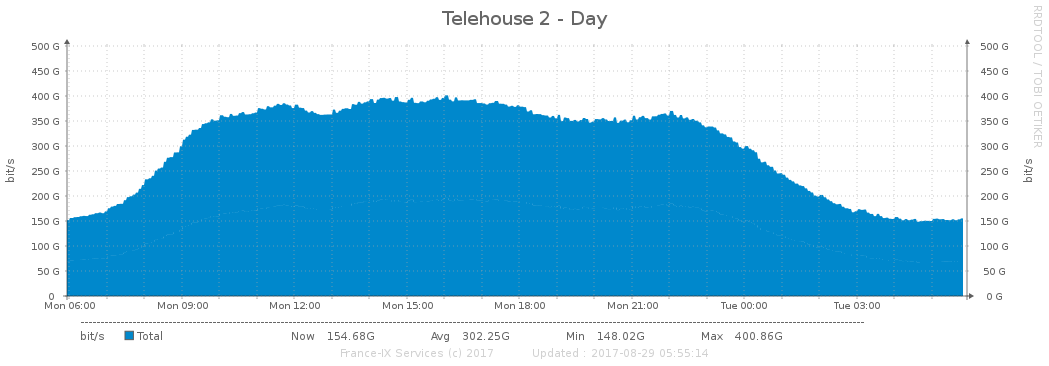 Telehouse 2 - Day
RRDTOOL / TOBI OETIKER
500 G 500 G
450 G 450 G
400 G 400 G
350 G 350 G
300 G 300 G
250 G 250 G
200 G 200 G
150 G 150 G
100 G 100 G
50 G 50 G
0 0 G
bit/s bit/s
Mon 06:00 Mon 09:00 Mon 12:00 Mon 15:00 Mon 18:00 Mon 21:00 Tue 00:00 Tue 03:00
bit/s Total Now 154.68G Avg 302.25G Min 148.02G Max 400.86G
France-IX Services (c) 2017 Updated : 2017-08-29 05:55:14